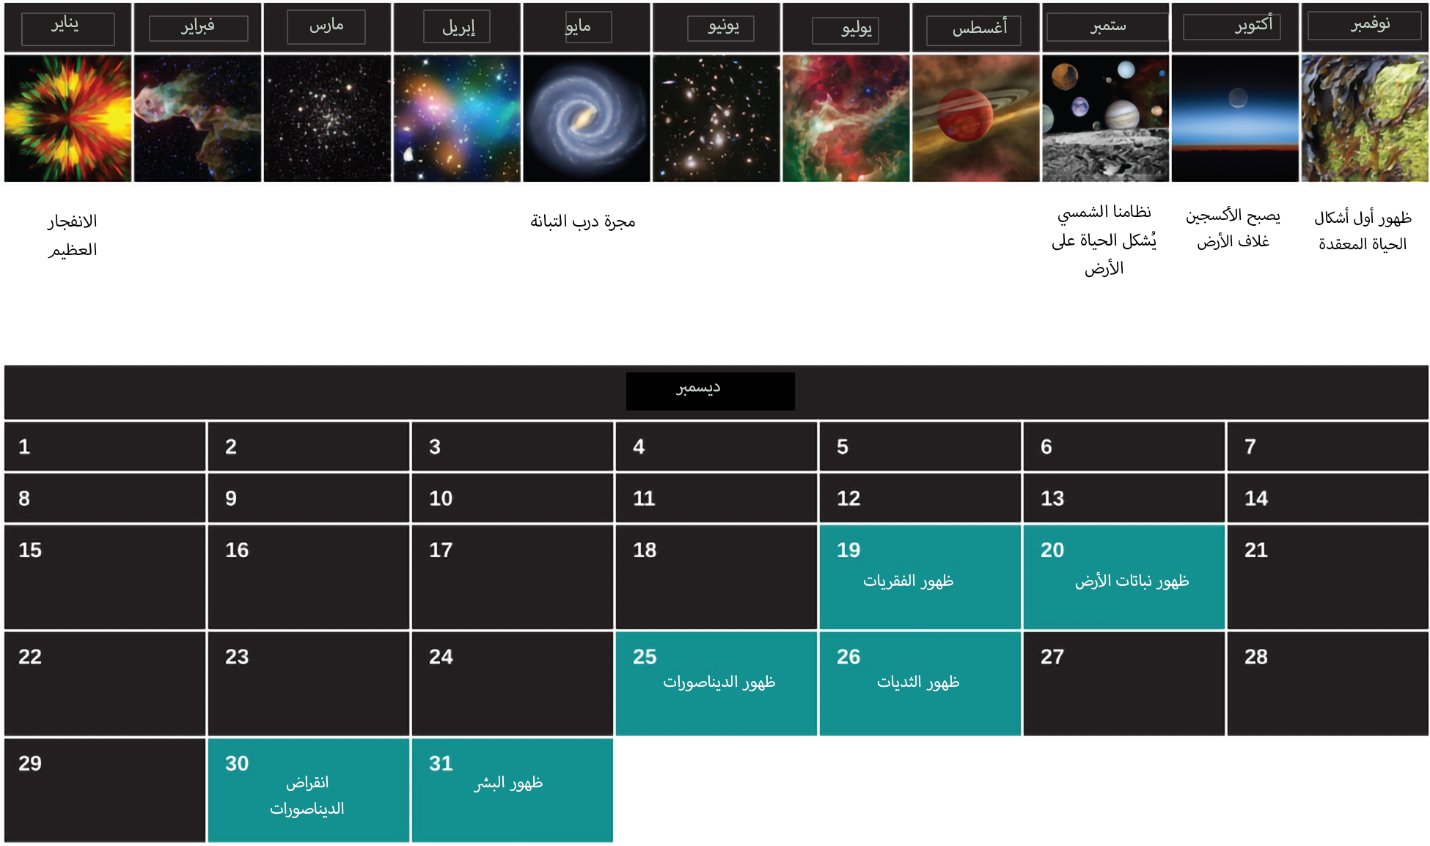 يناير
فبراير
مارس
إبريل
مايو
يونيو
يوليو
أغسطس
ستمبر
أكتوبر
نوفمبر
الانفجار
العظيم
مجرة درب التبانة
نظامنا الشمسي
يُشكل الحياة على
الأرض
يصبح الأكسجين
غلاف الأرض
ظهور أول أشكال
الحياة المعقدة
ديسمبر
1 2 3 4 5 6 7
8 9 10 11 12 13 14
15 16 17 18 19 20 21
ظهور الفقريات
ظهور نباتات الأرض
22 23 24 25 26 27 28
ظهور الديناصورات
ظهور الثديات
29 30 31
انقراض
الديناصورات
ظهور البشر